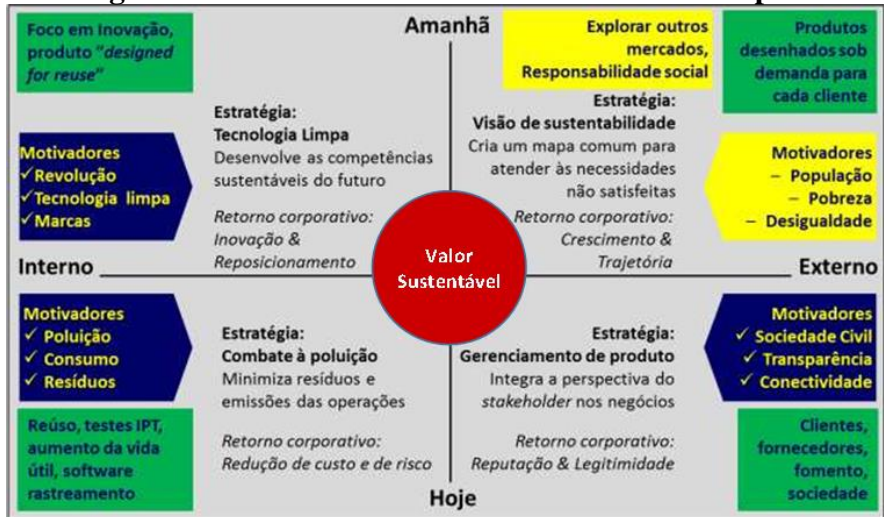 Foco em Inovação,
produto "designed
for reuse"
Amanhã
Explorar outros
mercados,
Responsabilidade social
Produtos
desenhados sob
demanda para
cada cliente
Estratégia:
Tecnologia Limpa
Desenvolve as competências
sustentáveis do futuro
Retorno corporativo:
Inovação &
Reposicionamento
Estratégia:
Visão de sustentabilidade
Cria um mapa comum para
atender às necessidades
não satisfeitas
Retorno corporativo:
Crescimento &
Trajetória
Motivadores
✓Revolução
✓Tecnologia limpa
✓Marcas
Motivadores
– População
– Pobreza
– Desigualdade
Interno
Valor
Sustentável
Externo
Motivadores
✓ Poluição
✓ Consumo
✓ Resíduos
Estratégia:
Combate à poluição
Minimiza resíduos e
emissões das operações
Retorno corporativo:
Redução de custo e de risco
Estratégia:
Gerenciamento de produto
Integra a perspectiva do
stakeholder nos negócios
Retorno corporativo:
Reputação & Legitimidade
Motivadores
✓ Sociedade Civil
✓ Transparência
✓ Conectividade
Reúso, testes IPT,
aumento da vida
útil, software
rastreamento
Clientes,
fornecedores,
fomento,
sociedade
Hoje